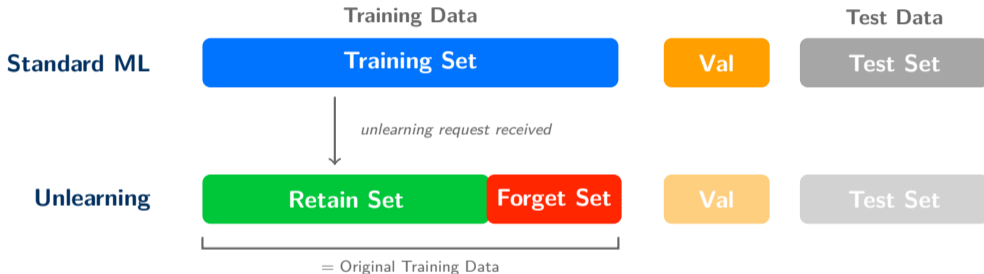 Training Data
Test Data
Standard ML
Training Set
Val
Test Set
unlearning request received
Unlearning
Retain Set
Forget Set
Val
Test Set
= Original Training Data